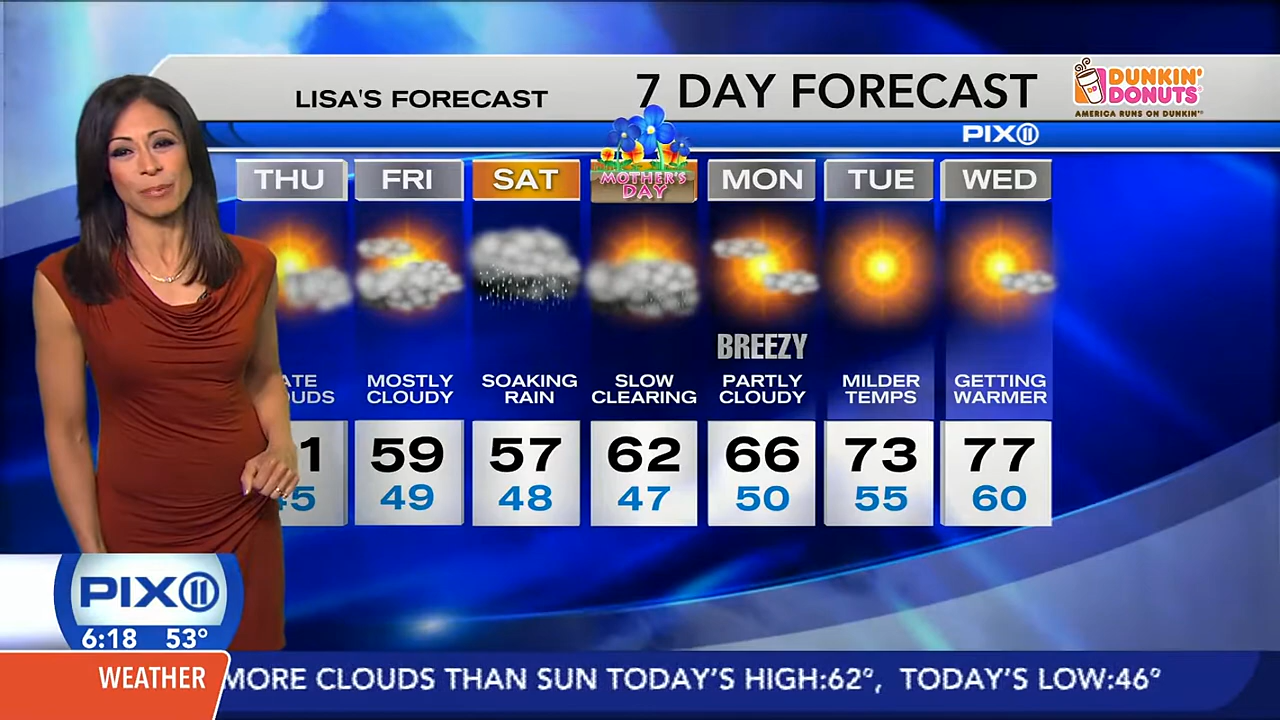 LISA'S FORECAST
7 DAY FORECAST
DUNKIN'
DONUTS
AMERICA RUNS ON DUNKIN'
PIX11
THU
FRI
SAT
MOTHER'S
DAY
MON
TUE
WED
BREEZY
MOSTLY
CLOUDY
SOAKING
RAIN
SLOW
CLEARING
PARTLY
CLOUDY
MILDER
TEMPS
GETTING
WARMER
59
49
57
48
62
47
66
50
73
55
77
60
PIX11
6:18 53°
WEATHER
MORE CLOUDS THAN SUN TODAY'S HIGH:62°, TODAY'S LOW:46°